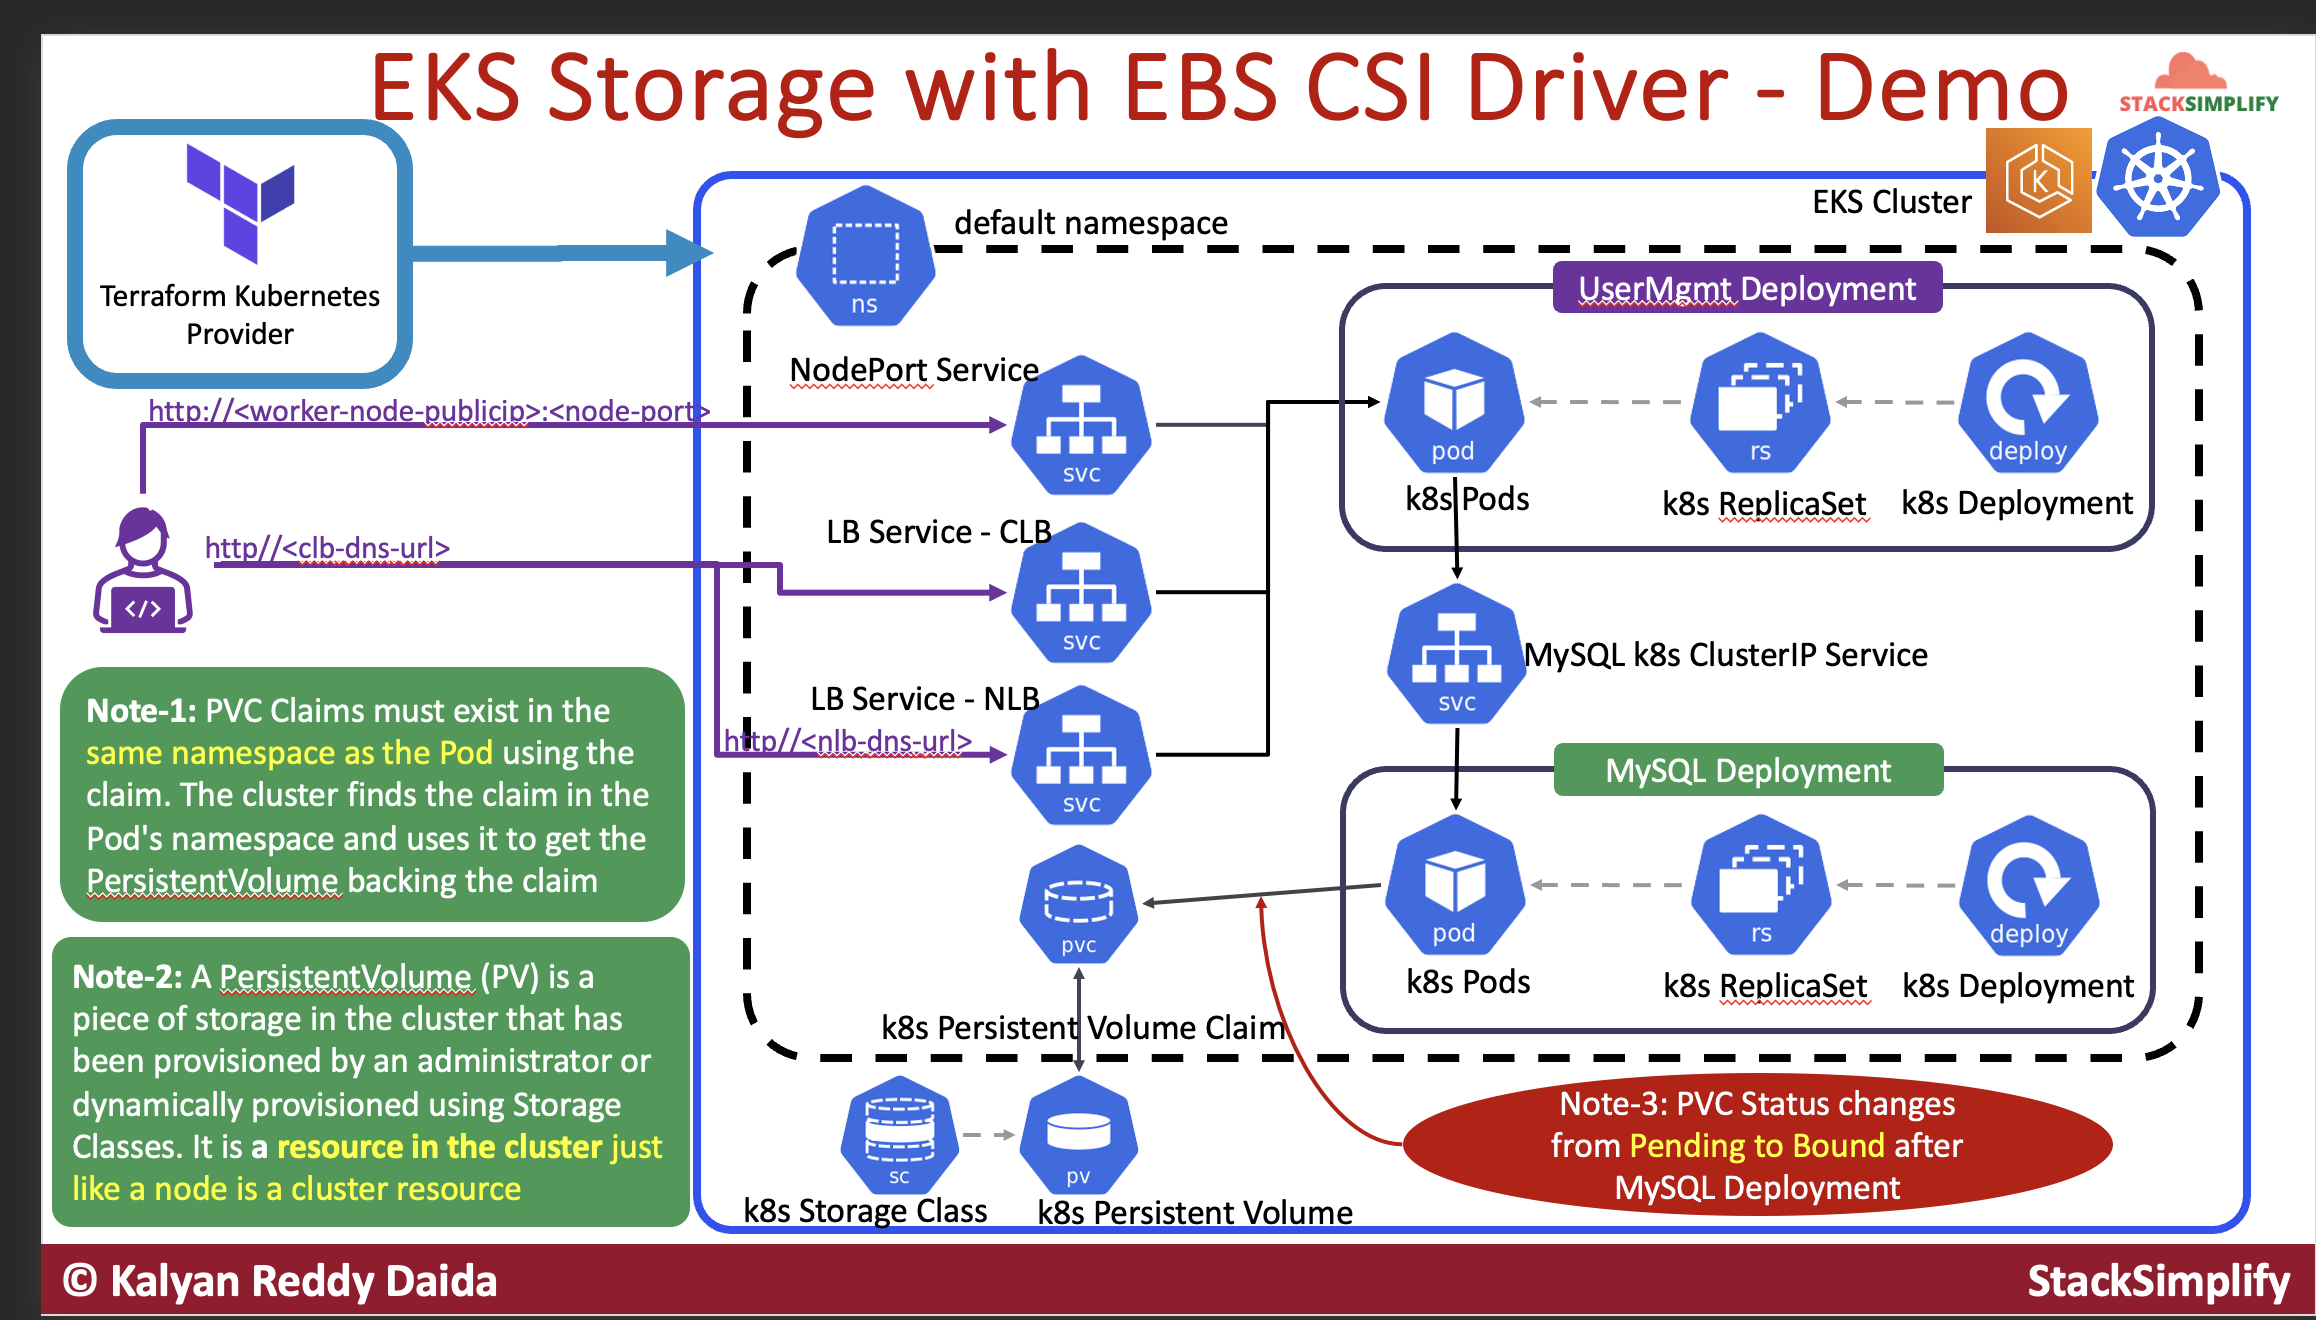 EKS Storage with EBS CSI Driver - Demo
STACKSIMPLIFY
Terraform Kubernetes
Provider
EKS Cluster
K
default namespace
ns
UserMgmt Deployment
NodePort Service
http://<worker-node-publicip>:<node-port>
svc
pod
rs
deploy
k8s Pods
k8s ReplicaSet
k8s Deployment
LB Service - CLB
http//<clb-dns-url>
</>
svc
svc
MySQL k8s ClusterIP Service
LB Service - NLB
http//<nlb-dns-url>
svc
Note-1: PVC Claims must exist in the
same namespace as the Pod using the
claim. The cluster finds the claim in the
Pod's namespace and uses it to get the
PersistentVolume backing the claim
MySQL Deployment
pvc
pod
rs
deploy
k8s Pods
k8s ReplicaSet
k8s Deployment
k8s Persistent Volume Claim
Note-2: A PersistentVolume (PV) is a
piece of storage in the cluster that has
been provisioned by an administrator or
dynamically provisioned using Storage
Classes. It is a resource in the cluster just
like a node is a cluster resource
sc
pv
k8s Storage Class
k8s Persistent Volume
Note-3: PVC Status changes
from Pending to Bound after
MySQL Deployment
© Kalyan Reddy Daida
StackSimplify